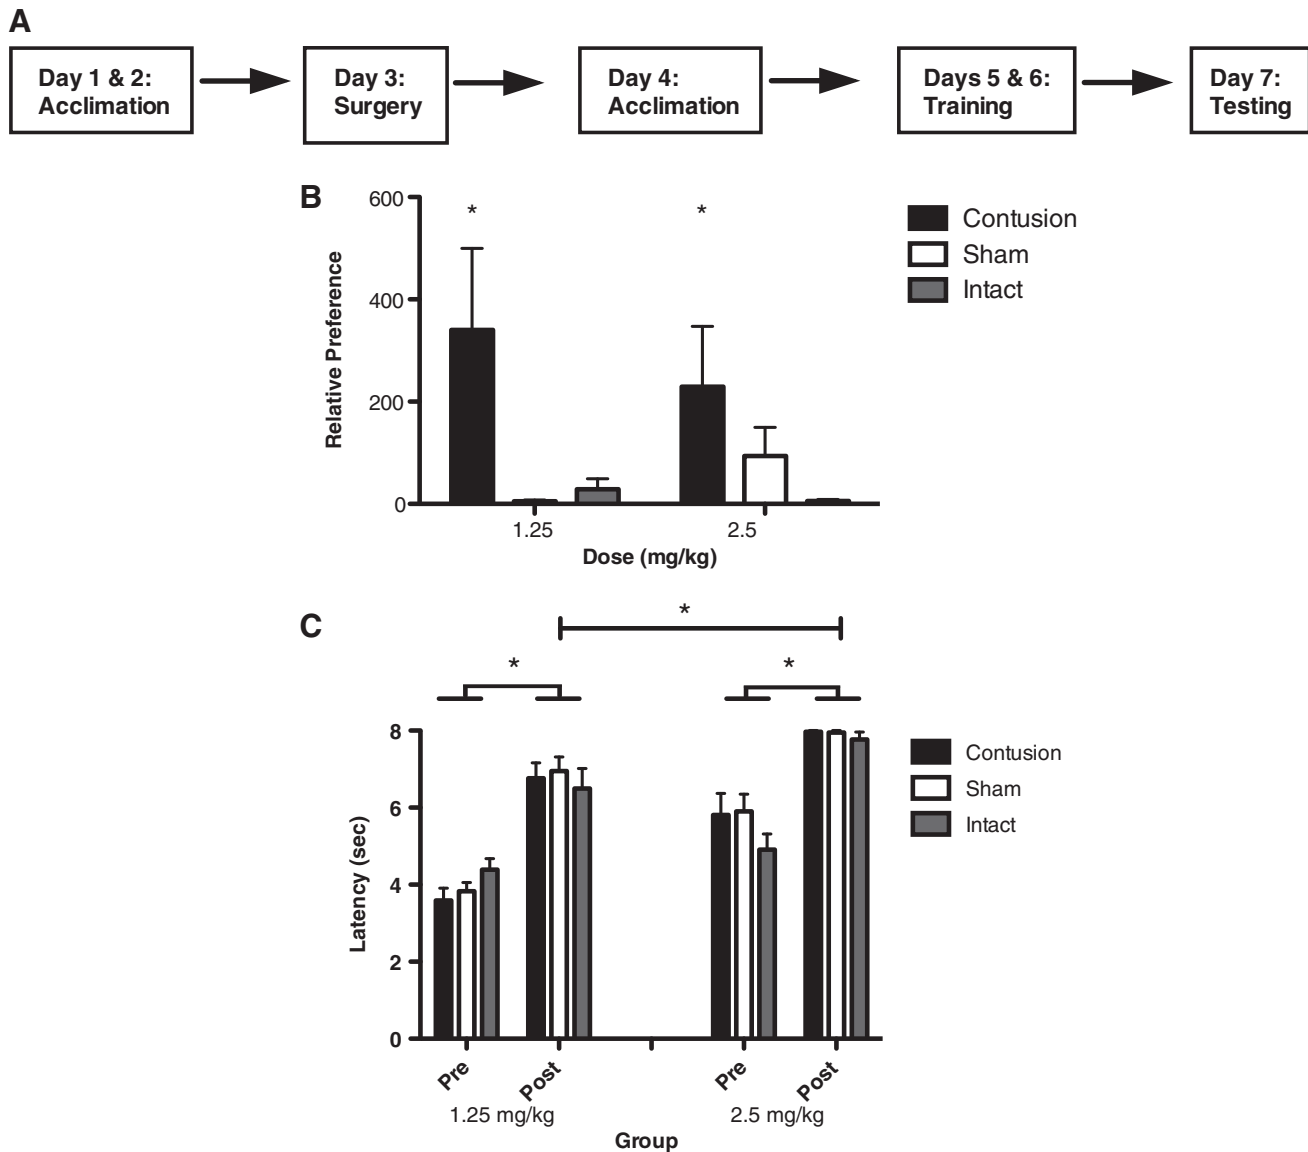 A
Day 1 & 2:
Acclimation
Day 3:
Surgery
Day 4:
Acclimation
Days 5 & 6:
Training
Day 7:
Testing
B
600
400
200
0
Relative Preference
*
*
1.25
2.5
Dose (mg/kg)
Contusion
Sham
Intact
C
*
*
*
8
6
4
2
0
Latency (sec)
Pre
Post
Pre
Post
1.25 mg/kg
2.5 mg/kg
Group
Contusion
Sham
Intact